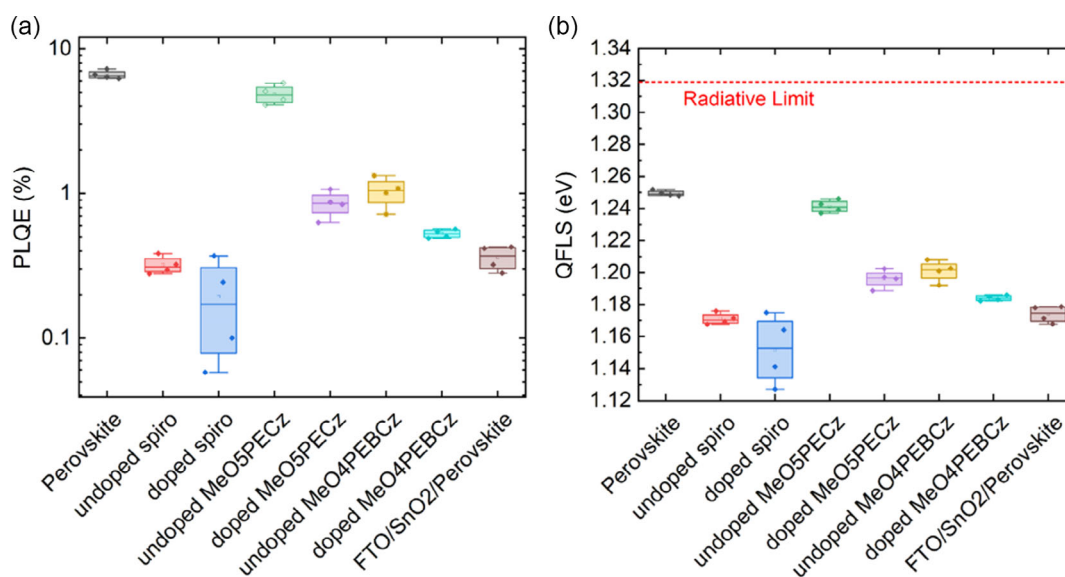 (a)
PLQE (%)
10
1
0.1
Perovskite
undoped spiro
doped spiro
undoped MeO5PECz
doped MeO5PECz
undoped MeO4PEBCz
doped MeO4PEBCz
FTO/SnO2/Perovskite
(b)
QFLS (eV)
1.34
1.32
1.30
1.28
1.26
1.24
1.22
1.20
1.18
1.16
1.14
1.12
Radiative Limit
Perovskite
undoped spiro
doped spiro
undoped MeO5PECz
doped MeO5PECz
undoped MeO4PEBCz
doped MeO4PEBCz
FTO/SnO2/Perovskite